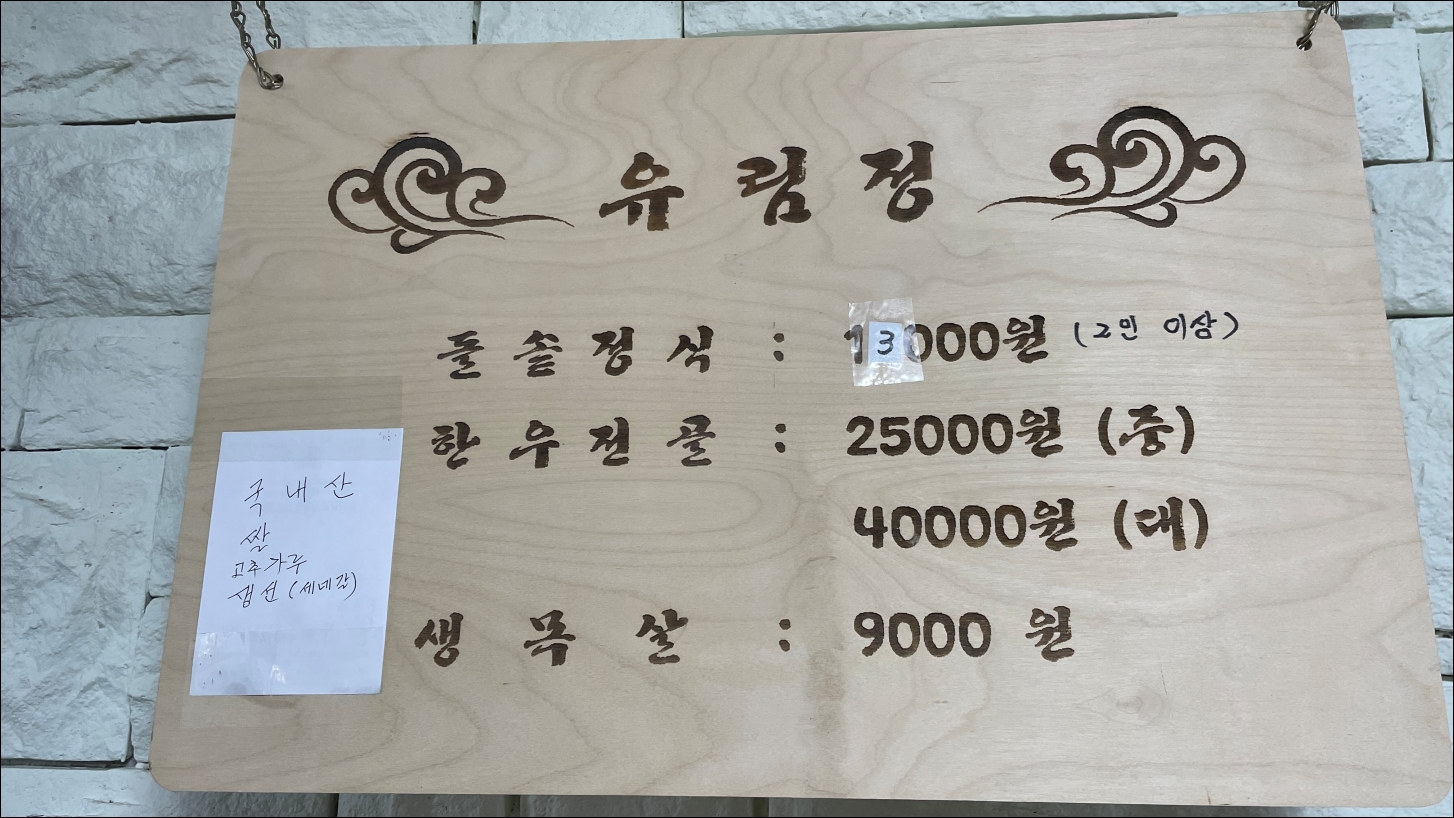 유림정
돌솥정식 : 13000원 (2인 이상)
한우전골 : 25000원 (중)
40000원 (대)
생목살 : 9000 원
국내산
쌀
고추가루
생선 (세네갈)